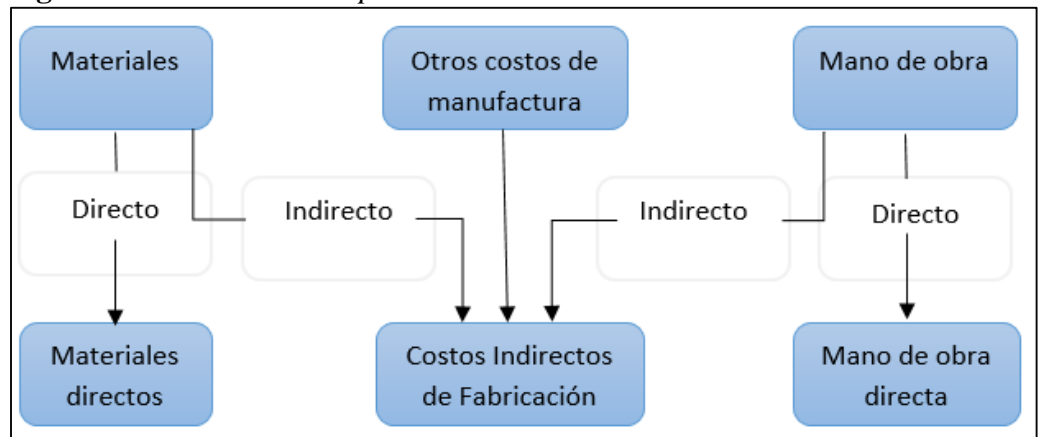 Materiales
Otros costos de
manufactura
Mano de obra
Directo
Indirecto
Indirecto
Directo
Materiales
directos
Costos Indirectos
de Fabricación
Mano de obra
directa